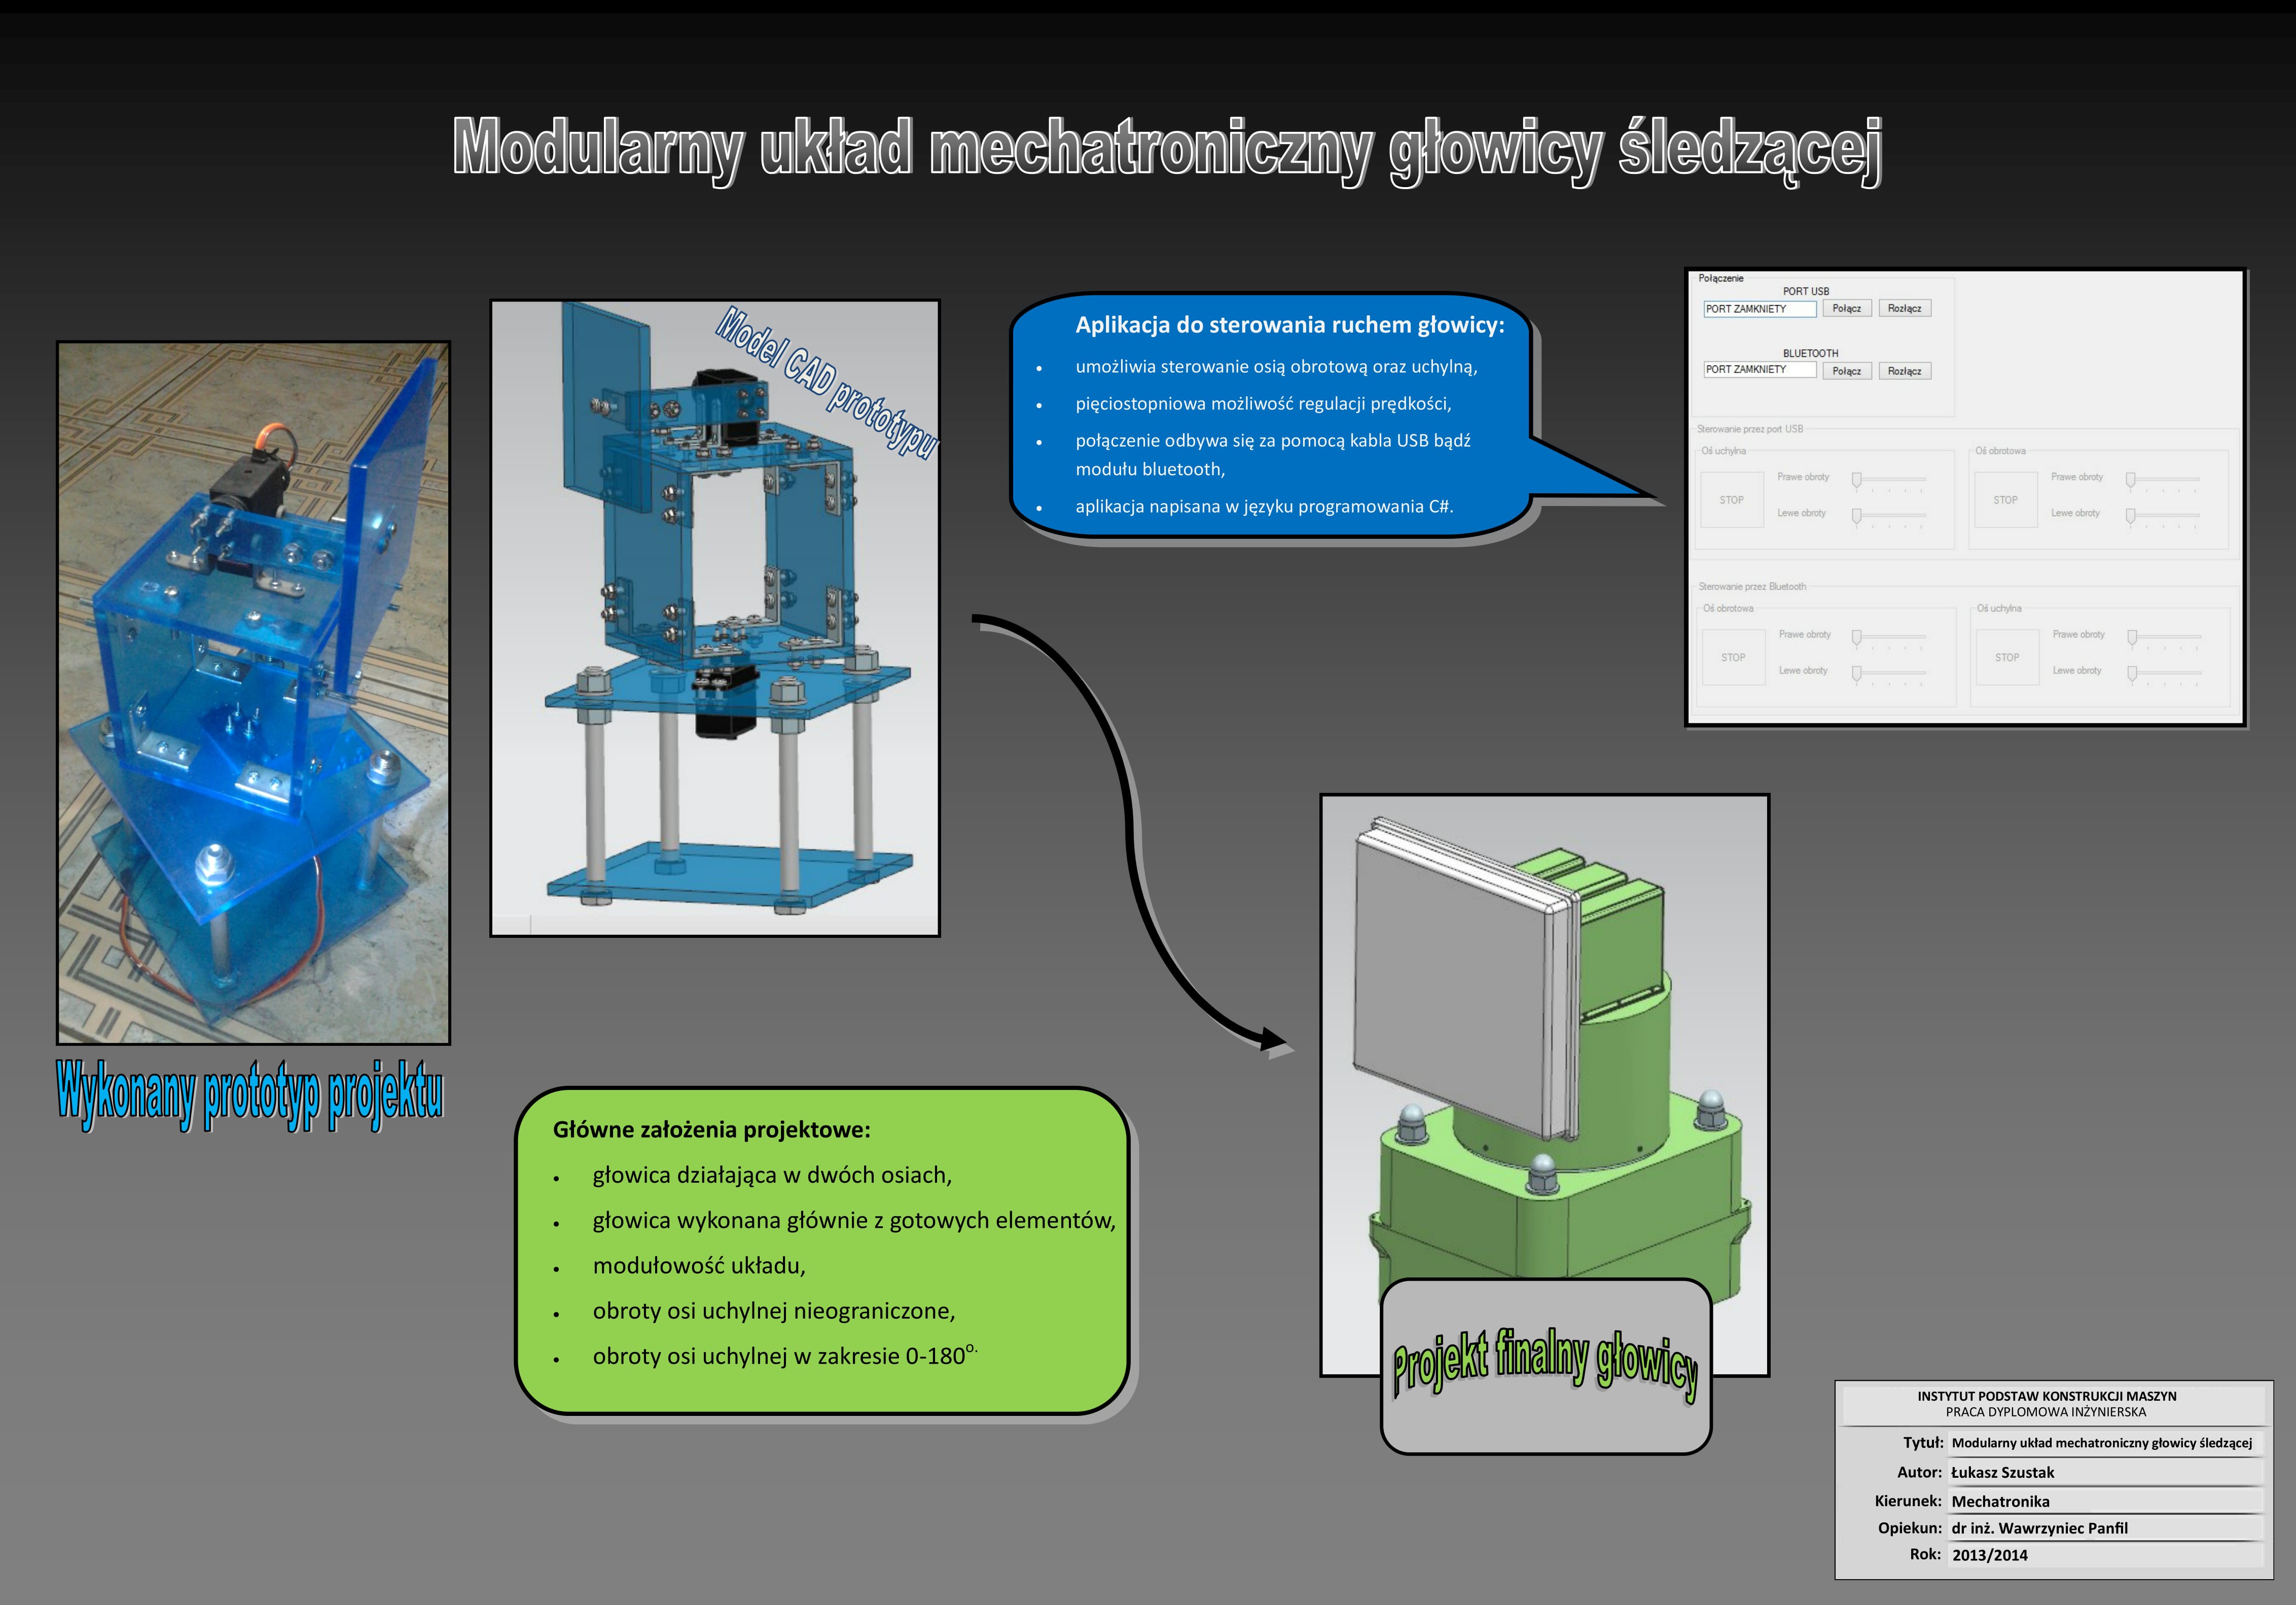 Modularny układ mechatroniczny głowicy śledzącej
Model CAD prototypu
Aplikacja do sterowania ruchem głowicy:
• umożliwia sterowanie osią obrotową oraz uchylną,
• pięciostopniowa możliwość regulacji prędkości,
• połączenie odbywa się za pomocą kabla USB bądź
modułu bluetooth,
• aplikacja napisana w języku programowania C#.
Połączenie
PORT USB
PORT ZAMKNIETY Połącz Rozłącz
BLUETOOTH
PORT ZAMKNIETY Połącz Rozłącz
Sterowanie przez port USB
Oś uchylna
STOP
Prawe obroty
Lewe obroty
Oś obrotowa
STOP
Prawe obroty
Lewe obroty
Sterowanie przez Bluetooth
Oś obrotowa
STOP
Prawe obroty
Lewe obroty
Oś uchylna
STOP
Prawe obroty
Lewe obroty
Wykonany prototyp projektu
Główne założenia projektowe:
• głowica działająca w dwóch osiach,
• głowica wykonana głównie z gotowych elementów,
• modułowość układu,
• obroty osi uchylnej nieograniczone,
• obroty osi uchylnej w zakresie 0-180°.
Projekt finalny głowicy
INSTYTUT PODSTAW KONSTRUKCJI MASZYN
PRACA DYPLOMOWA INŻYNIERSKA
Tytuł: Modularny układ mechatroniczny głowicy śledzącej
Autor: Łukasz Szustak
Kierunek: Mechatronika
Opiekun: dr inż. Wawrzyniec Panfil
Rok: 2013/2014